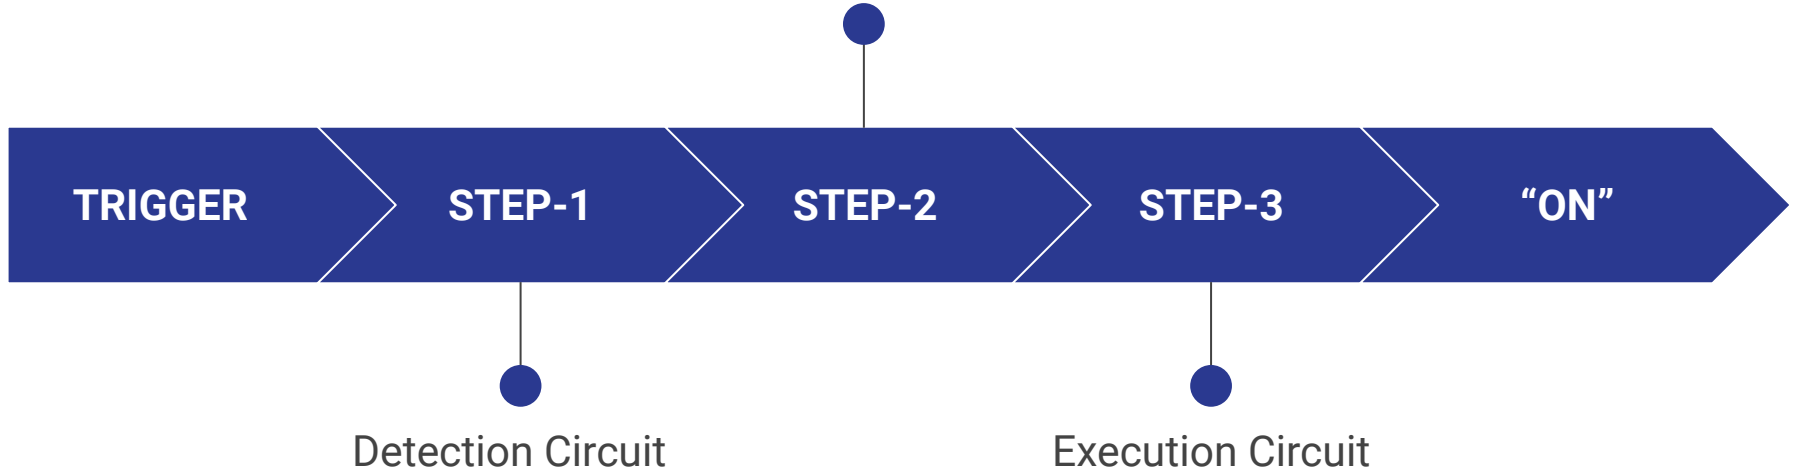 TRIGGER
STEP-1
STEP-2
STEP-3
“ON”
Detection Circuit
Execution Circuit